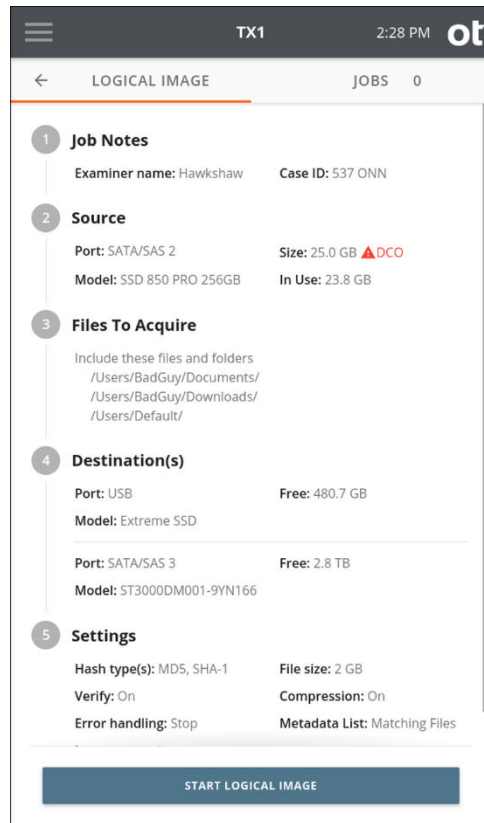 TX1 2:28 PM ot
LOGICAL IMAGE JOBS 0
1 Job Notes
Examiner name: Hawkshaw Case ID: 537 ONN
2 Source
Port: SATA/SAS 2 Size: 25.0 GB DCO
Model: SSD 850 PRO 256GB In Use: 23.8 GB
3 Files To Acquire
Include these files and folders
/Users/BadGuy/Documents/
/Users/BadGuy/Downloads/
/Users/Default/
4 Destination(s)
Port: USB Free: 480.7 GB
Model: Extreme SSD
Port: SATA/SAS 3 Free: 2.8 TB
Model: ST3000DM001-9YN166
5 Settings
Hash type(s): MD5, SHA-1 File size: 2 GB
Verify: On Compression: On
Error handling: Stop Metadata List: Matching Files
START LOGICAL IMAGE